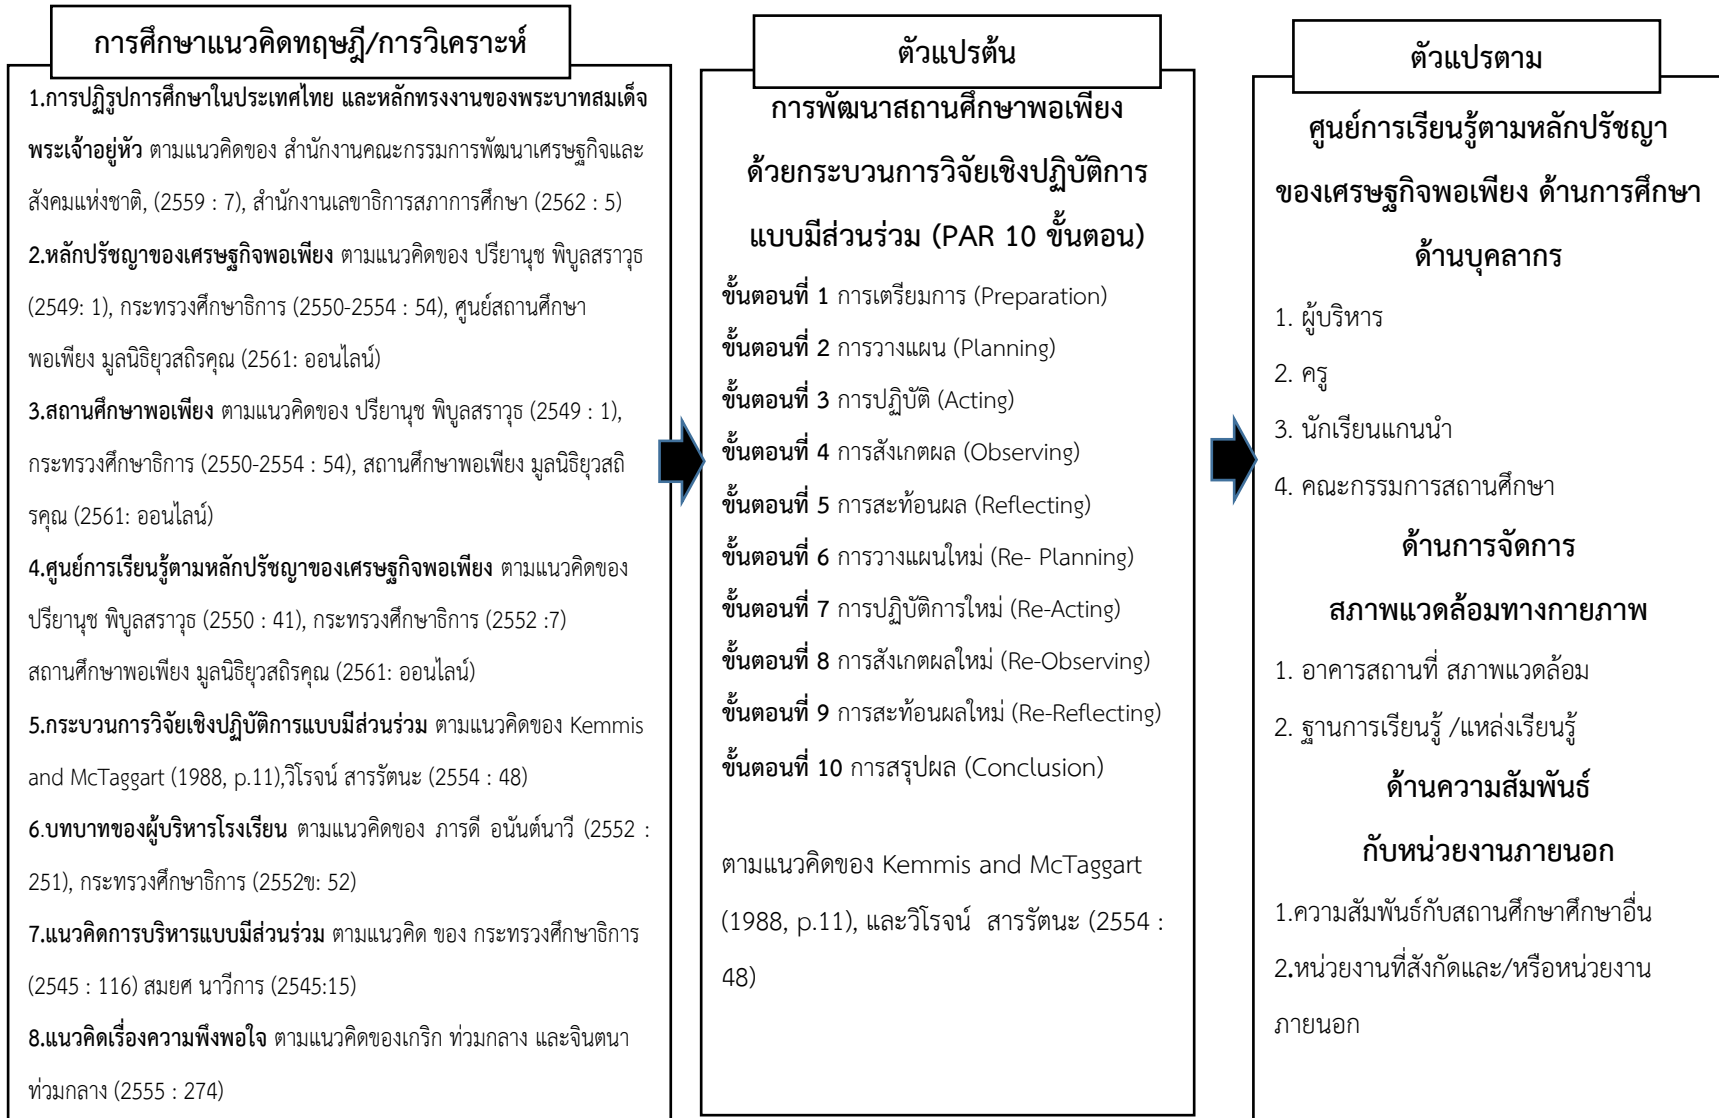 การศึกษาแนวคิดทฤษฎี/การวิเคราะห์
1.การปฏิรูปการศึกษาในประเทศไทย และหลักทรงงานของพระบาทสมเด็จ
พระเจ้าอยู่หัว ตามแนวคิดของ สำนักงานคณะกรรมการพัฒนาเศรษฐกิจและ
สังคมแห่งชาติ, (2559 : 7), สำนักงานเลขาธิการสภาการศึกษา (2562 : 5)
2.หลักปรัชญาของเศรษฐกิจพอเพียง ตามแนวคิดของ ปรียานุช พิบูลสราวุธ
(2549: 1), กระทรวงศึกษาธิการ (2550-2554 : 54), ศูนย์สถานศึกษา
พอเพียง มูลนิธิยุวสถิรคุณ (2561: ออนไลน์)
3.สถานศึกษาพอเพียง ตามแนวคิดของ ปรียานุช พิบูลสราวุธ (2549 : 1),
กระทรวงศึกษาธิการ (2550-2554 : 54), สถานศึกษาพอเพียง มูลนิธิยุวสถิ
รคุณ (2561: ออนไลน์)
4.ศูนย์การเรียนรู้ตามหลักปรัชญาของเศรษฐกิจพอเพียง ตามแนวคิดของ
ปรียานุช พิบูลสราวุธ (2550 : 41), กระทรวงศึกษาธิการ (2552 :7)
สถานศึกษาพอเพียง มูลนิธิยุวสถิรคุณ (2561: ออนไลน์)
5.กระบวนการวิจัยเชิงปฏิบัติการแบบมีส่วนร่วม ตามแนวคิดของ Kemmis
and McTaggart (1988, p.11),วิโรจน์ สารรัตนะ (2554 : 48)
6.บทบาทของผู้บริหารโรงเรียน ตามแนวคิดของ ภารดี อนันต์นาวี (2552 :
251), กระทรวงศึกษาธิการ (2552ข: 52)
7.แนวคิดการบริหารแบบมีส่วนร่วม ตามแนวคิด ของ กระทรวงศึกษาธิการ
(2545 : 116) สมยศ นาวีการ (2545:15)
8.แนวคิดเรื่องความพึงพอใจ ตามแนวคิดของเกริก ท่วมกลาง และจินตนา
ท่วมกลาง (2555 : 274)
ตัวแปรต้น
การพัฒนาสถานศึกษาพอเพียง
ด้วยกระบวนการวิจัยเชิงปฏิบัติการ
แบบมีส่วนร่วม (PAR 10 ขั้นตอน)
ขั้นตอนที่ 1 การเตรียมการ (Preparation)
ขั้นตอนที่ 2 การวางแผน (Planning)
ขั้นตอนที่ 3 การปฏิบัติ (Acting)
ขั้นตอนที่ 4 การสังเกตผล (Observing)
ขั้นตอนที่ 5 การสะท้อนผล (Reflecting)
ขั้นตอนที่ 6 การวางแผนใหม่ (Re- Planning)
ขั้นตอนที่ 7 การปฏิบัติการใหม่ (Re-Acting)
ขั้นตอนที่ 8 การสังเกตผลใหม่ (Re-Observing)
ขั้นตอนที่ 9 การสะท้อนผลใหม่ (Re-Reflecting)
ขั้นตอนที่ 10 การสรุปผล (Conclusion)
ตามแนวคิดของ Kemmis and McTaggart
(1988, p.11), และวิโรจน์ สารรัตนะ (2554 :
48)
ตัวแปรตาม
ศูนย์การเรียนรู้ตามหลักปรัชญา
ของเศรษฐกิจพอเพียง ด้านการศึกษา
ด้านบุคลากร
1. ผู้บริหาร
2. ครู
3. นักเรียนแกนนำ
4. คณะกรรมการสถานศึกษา
ด้านการจัดการ
สภาพแวดล้อมทางกายภาพ
1. อาคารสถานที่ สภาพแวดล้อม
2. ฐานการเรียนรู้ /แหล่งเรียนรู้
ด้านความสัมพันธ์
กับหน่วยงานภายนอก
1.ความสัมพันธ์กับสถานศึกษาศึกษาอื่น
2.หน่วยงานที่สังกัดและ/หรือหน่วยงาน
ภายนอก